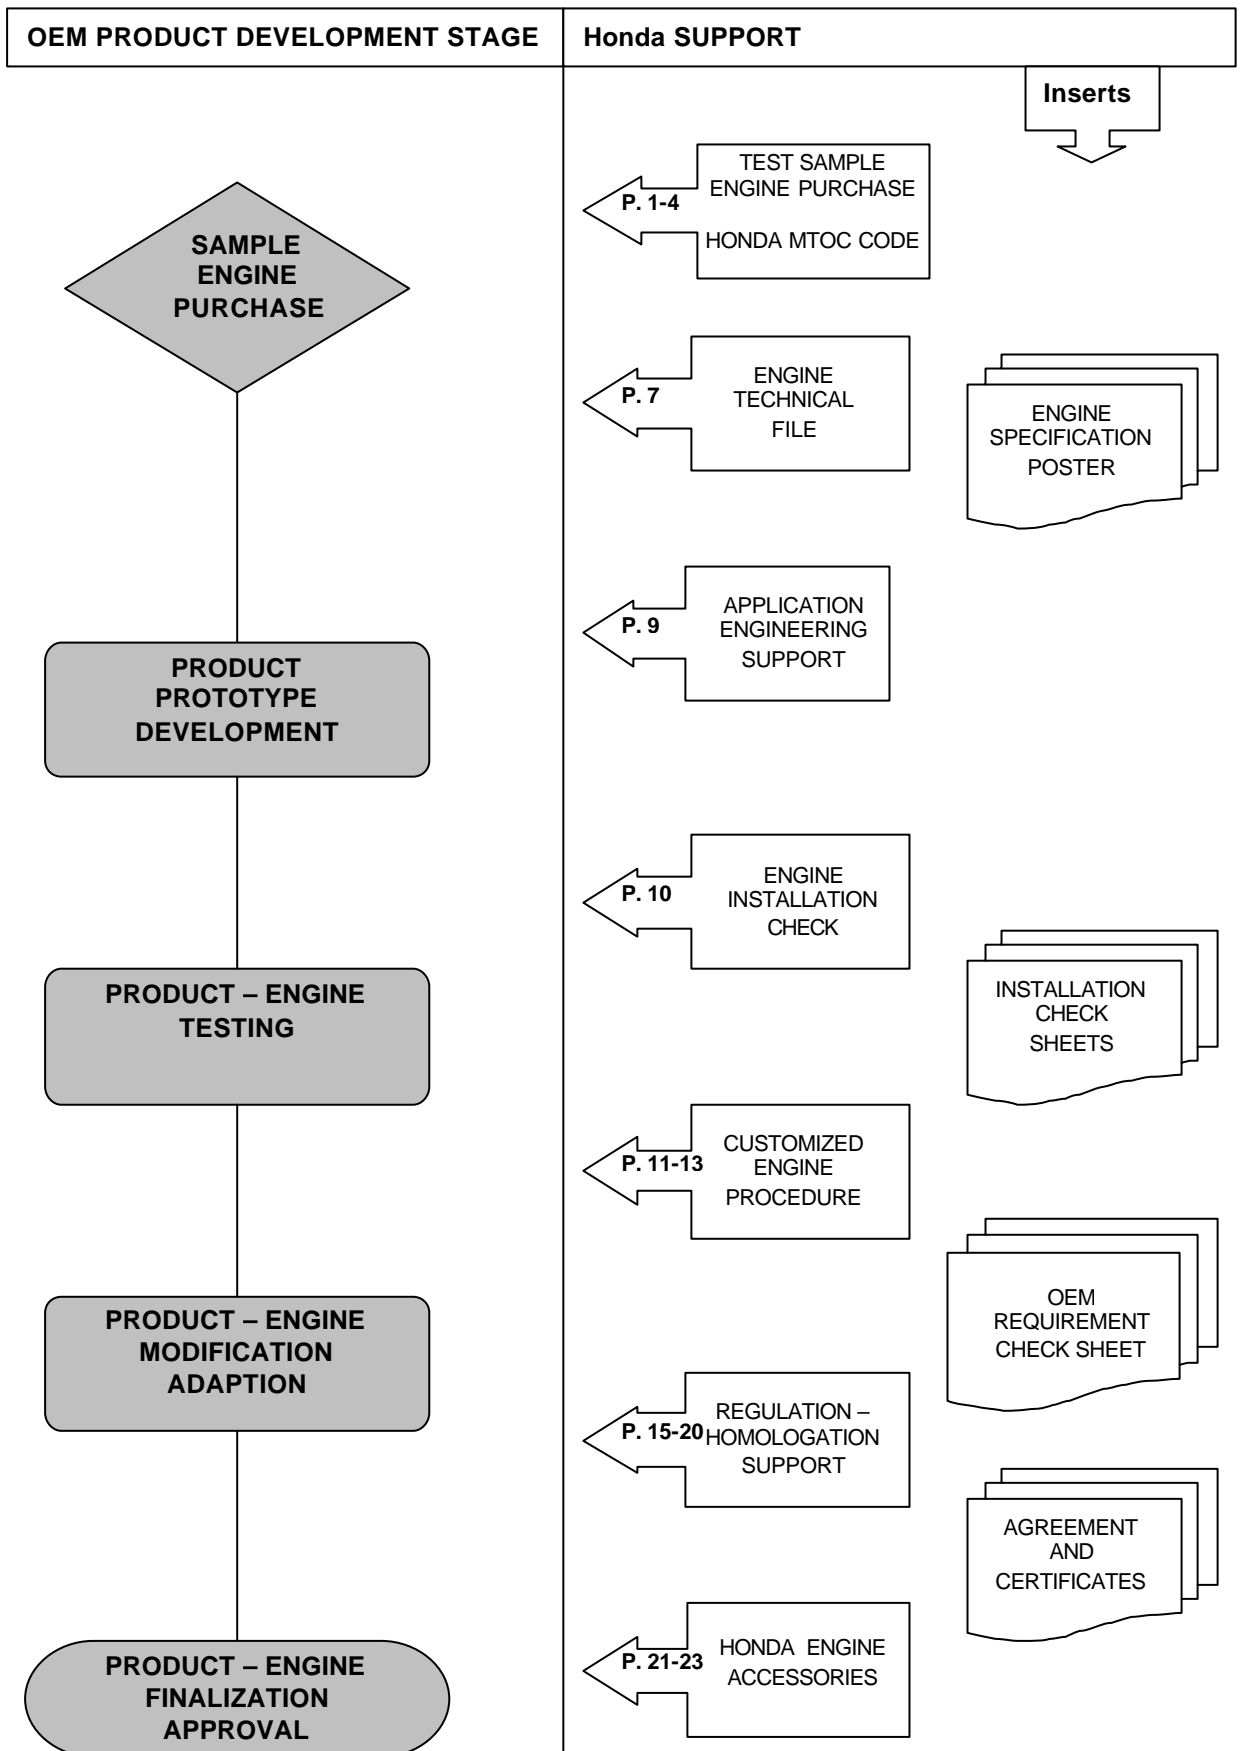 OEM PRODUCT DEVELOPMENT STAGE
Honda SUPPORT
Inserts
SAMPLE
ENGINE
PURCHASE
P. 1-4
TEST SAMPLE
ENGINE PURCHASE
HONDA MTOC CODE
P. 7
ENGINE
TECHNICAL
FILE
ENGINE
SPECIFICATION
POSTER
P. 9
APPLICATION
ENGINEERING
SUPPORT
PRODUCT
PROTOTYPE
DEVELOPMENT
P. 10
ENGINE
INSTALLATION
CHECK
PRODUCT – ENGINE
TESTING
INSTALLATION
CHECK
SHEETS
P. 11-13
CUSTOMIZED
ENGINE
PROCEDURE
OEM
REQUIREMENT
CHECK SHEET
PRODUCT – ENGINE
MODIFICATION
ADAPTION
P. 15-20
REGULATION –
HOMOLOGATION
SUPPORT
AGREEMENT
AND
CERTIFICATES
P. 21-23
HONDA ENGINE
ACCESSORIES
PRODUCT – ENGINE
FINALIZATION
APPROVAL